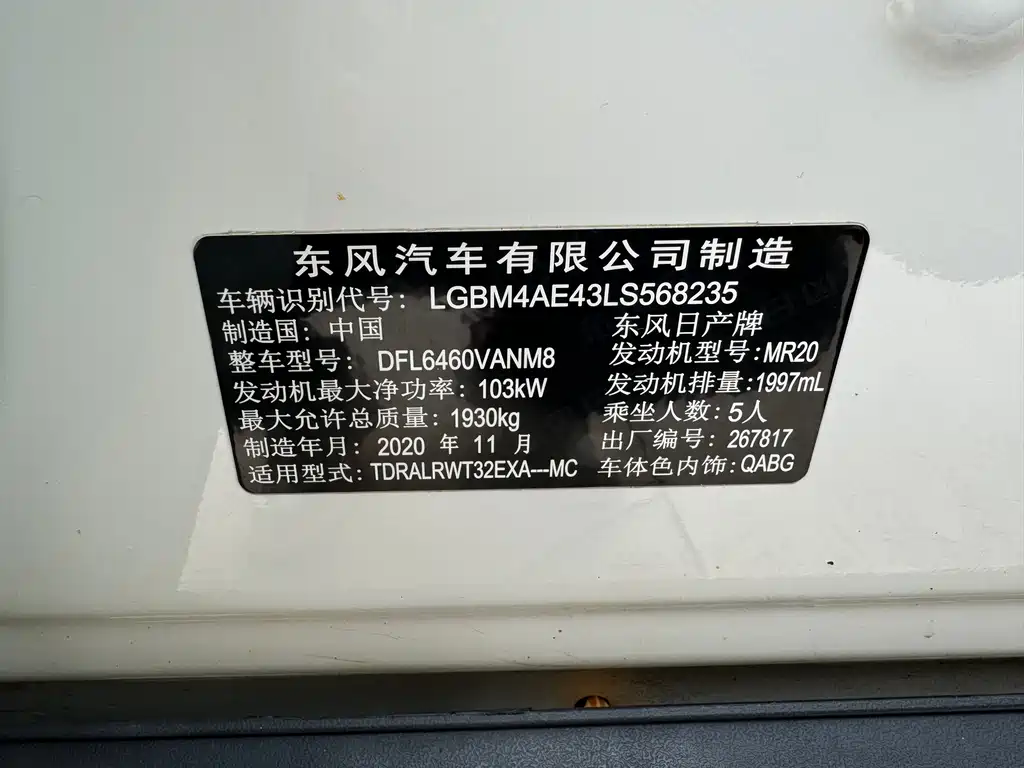 东风汽车有限公司制造
车辆识别代号：LGBM4AE43LS568235
制造国：中国 东风日产牌
整车型号：DFL6460VANM8 发动机型号：MR20
发动机最大净功率：103kW 发动机排量：1997mL
最大允许总质量：1930kg 乘坐人数：5人
制造年月：2020 年 11 月 出厂编号：267817
适用型式：TDRALRWT32EXA---MC 车体色内饰：QABG